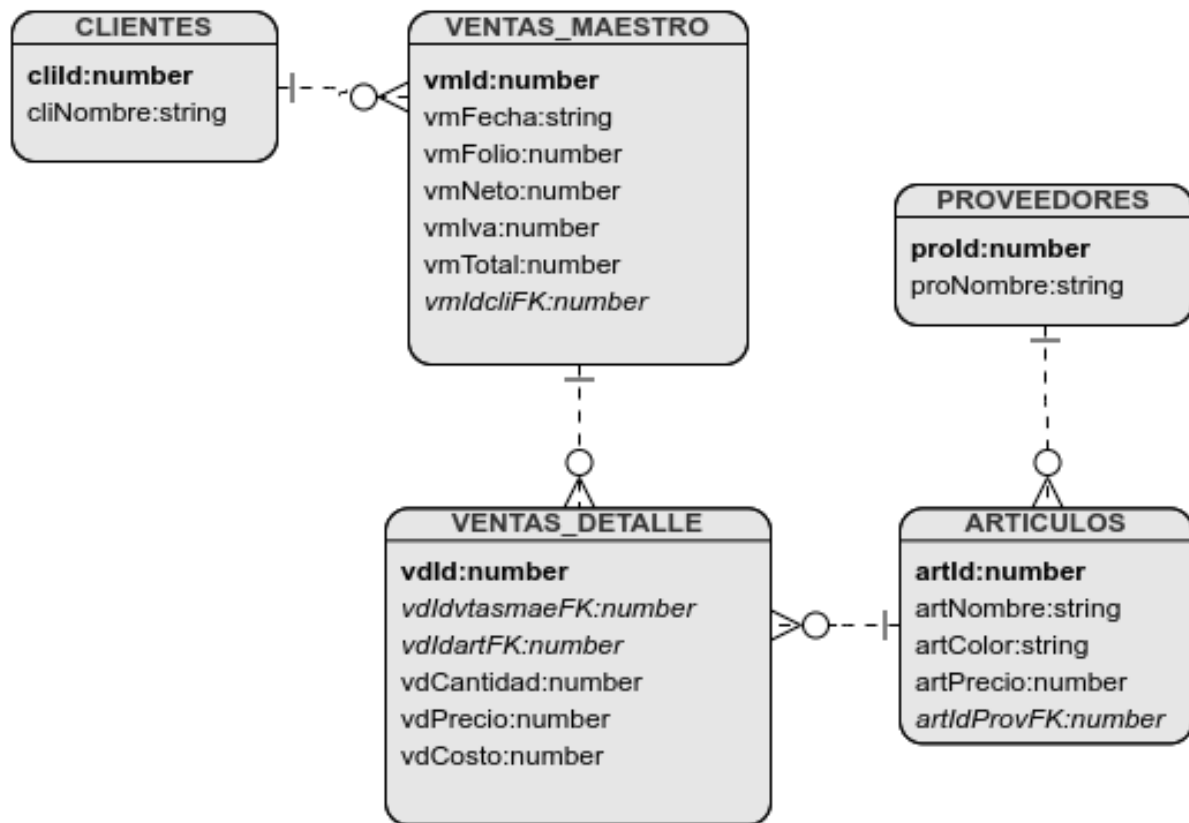 CLIENTES
cliId:number
cliNombre:string
VENTAS_MAESTRO
vmId:number
vmFecha:string
vmFolio:number
vmNeto:number
vmIva:number
vmTotal:number
vmIdcliFK:number
PROVEEDORES
proId:number
proNombre:string
VENTAS_DETALLE
vdId:number
vdIdvtasmaeFK:number
vdIdartFK:number
vdCantidad:number
vdPrecio:number
vdCosto:number
ARTICULOS
artId:number
artNombre:string
artColor:string
artPrecio:number
artIdProvFK:number